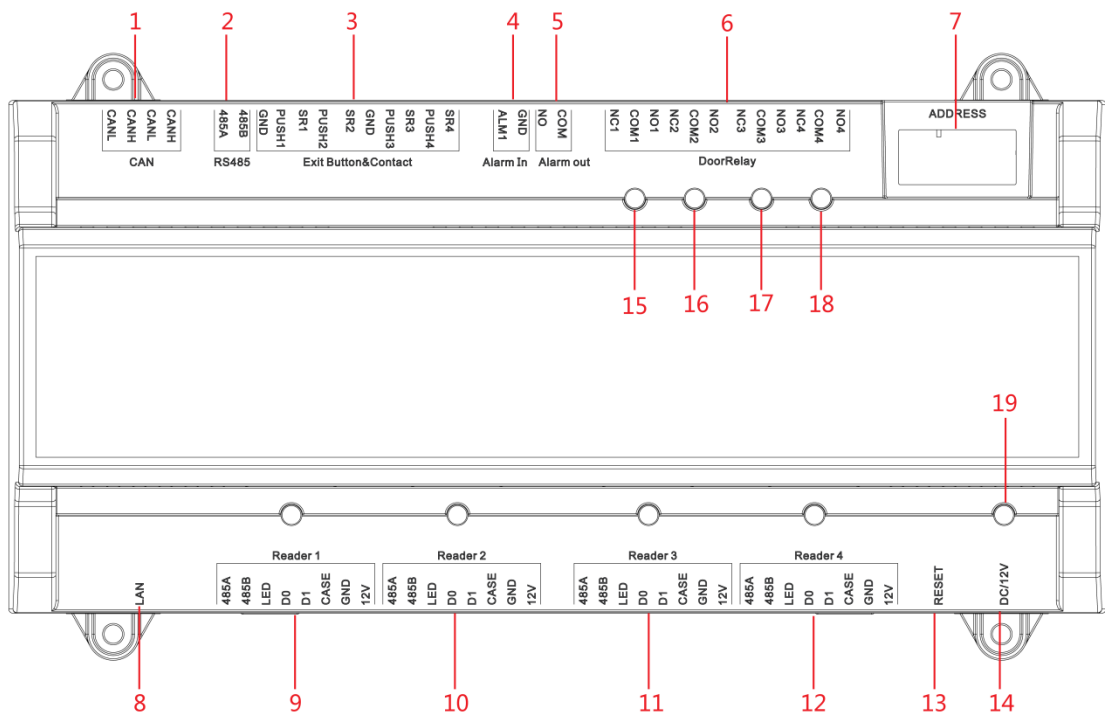 1 2 3 4 5 6 7
CANL CANH CANL CANH
CAN
485A 485B
RS485
GND PUSH1 SR1 PUSH2 SR2 GND PUSH3 SR3 PUSH4 SR4
Exit Button&Contact
ALM1 GND
Alarm In
NO COM
Alarm out
NC1 COM1 NO1 NC2 COM2 NO2 NC3 COM3 NO3 NC4 COM4 NO4
DoorRelay
ADDRESS
15 16 17 18
19
Reader 1
485A 485B LED D0 D1 CASE GND 12V
Reader 2
485A 485B LED D0 D1 CASE GND 12V
Reader 3
485A 485B LED D0 D1 CASE GND 12V
Reader 4
485A 485B LED D0 D1 CASE GND 12V
LAN
RESET
DC/12V
8 9 10 11 12 13 14